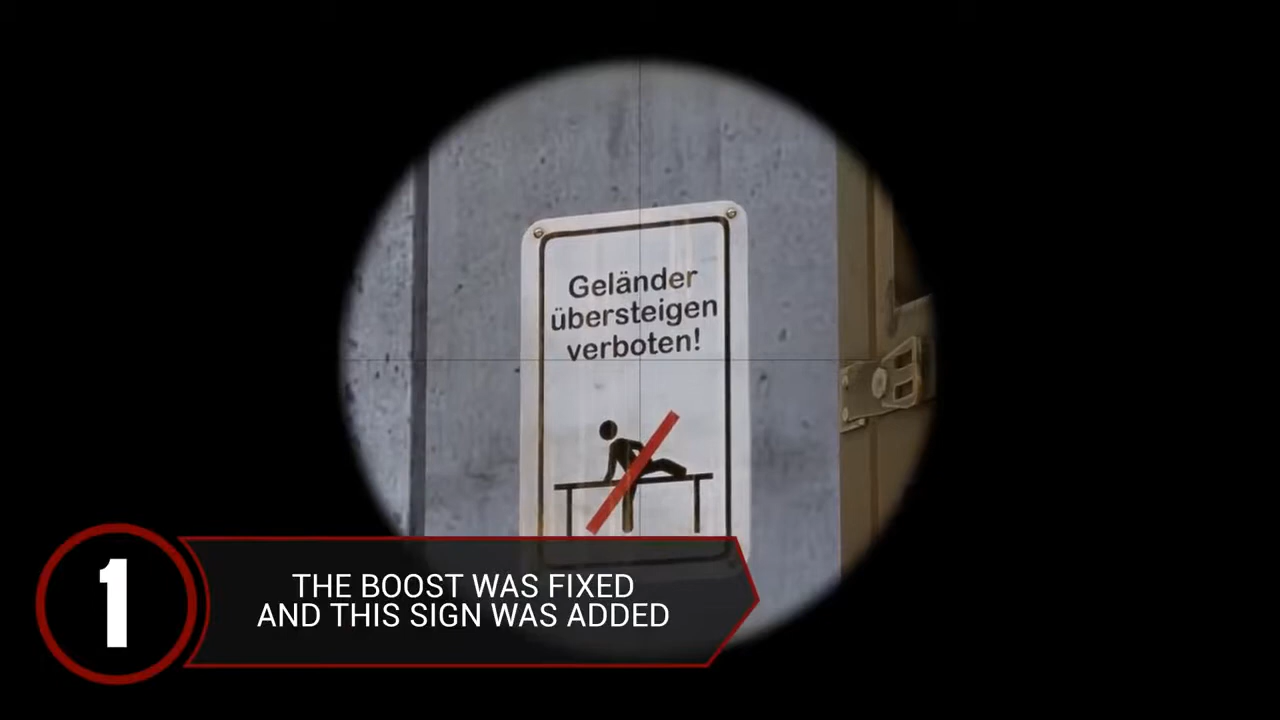 Geländer
übersteigen
verboten!
1
THE BOOST WAS FIXED
AND THIS SIGN WAS ADDED